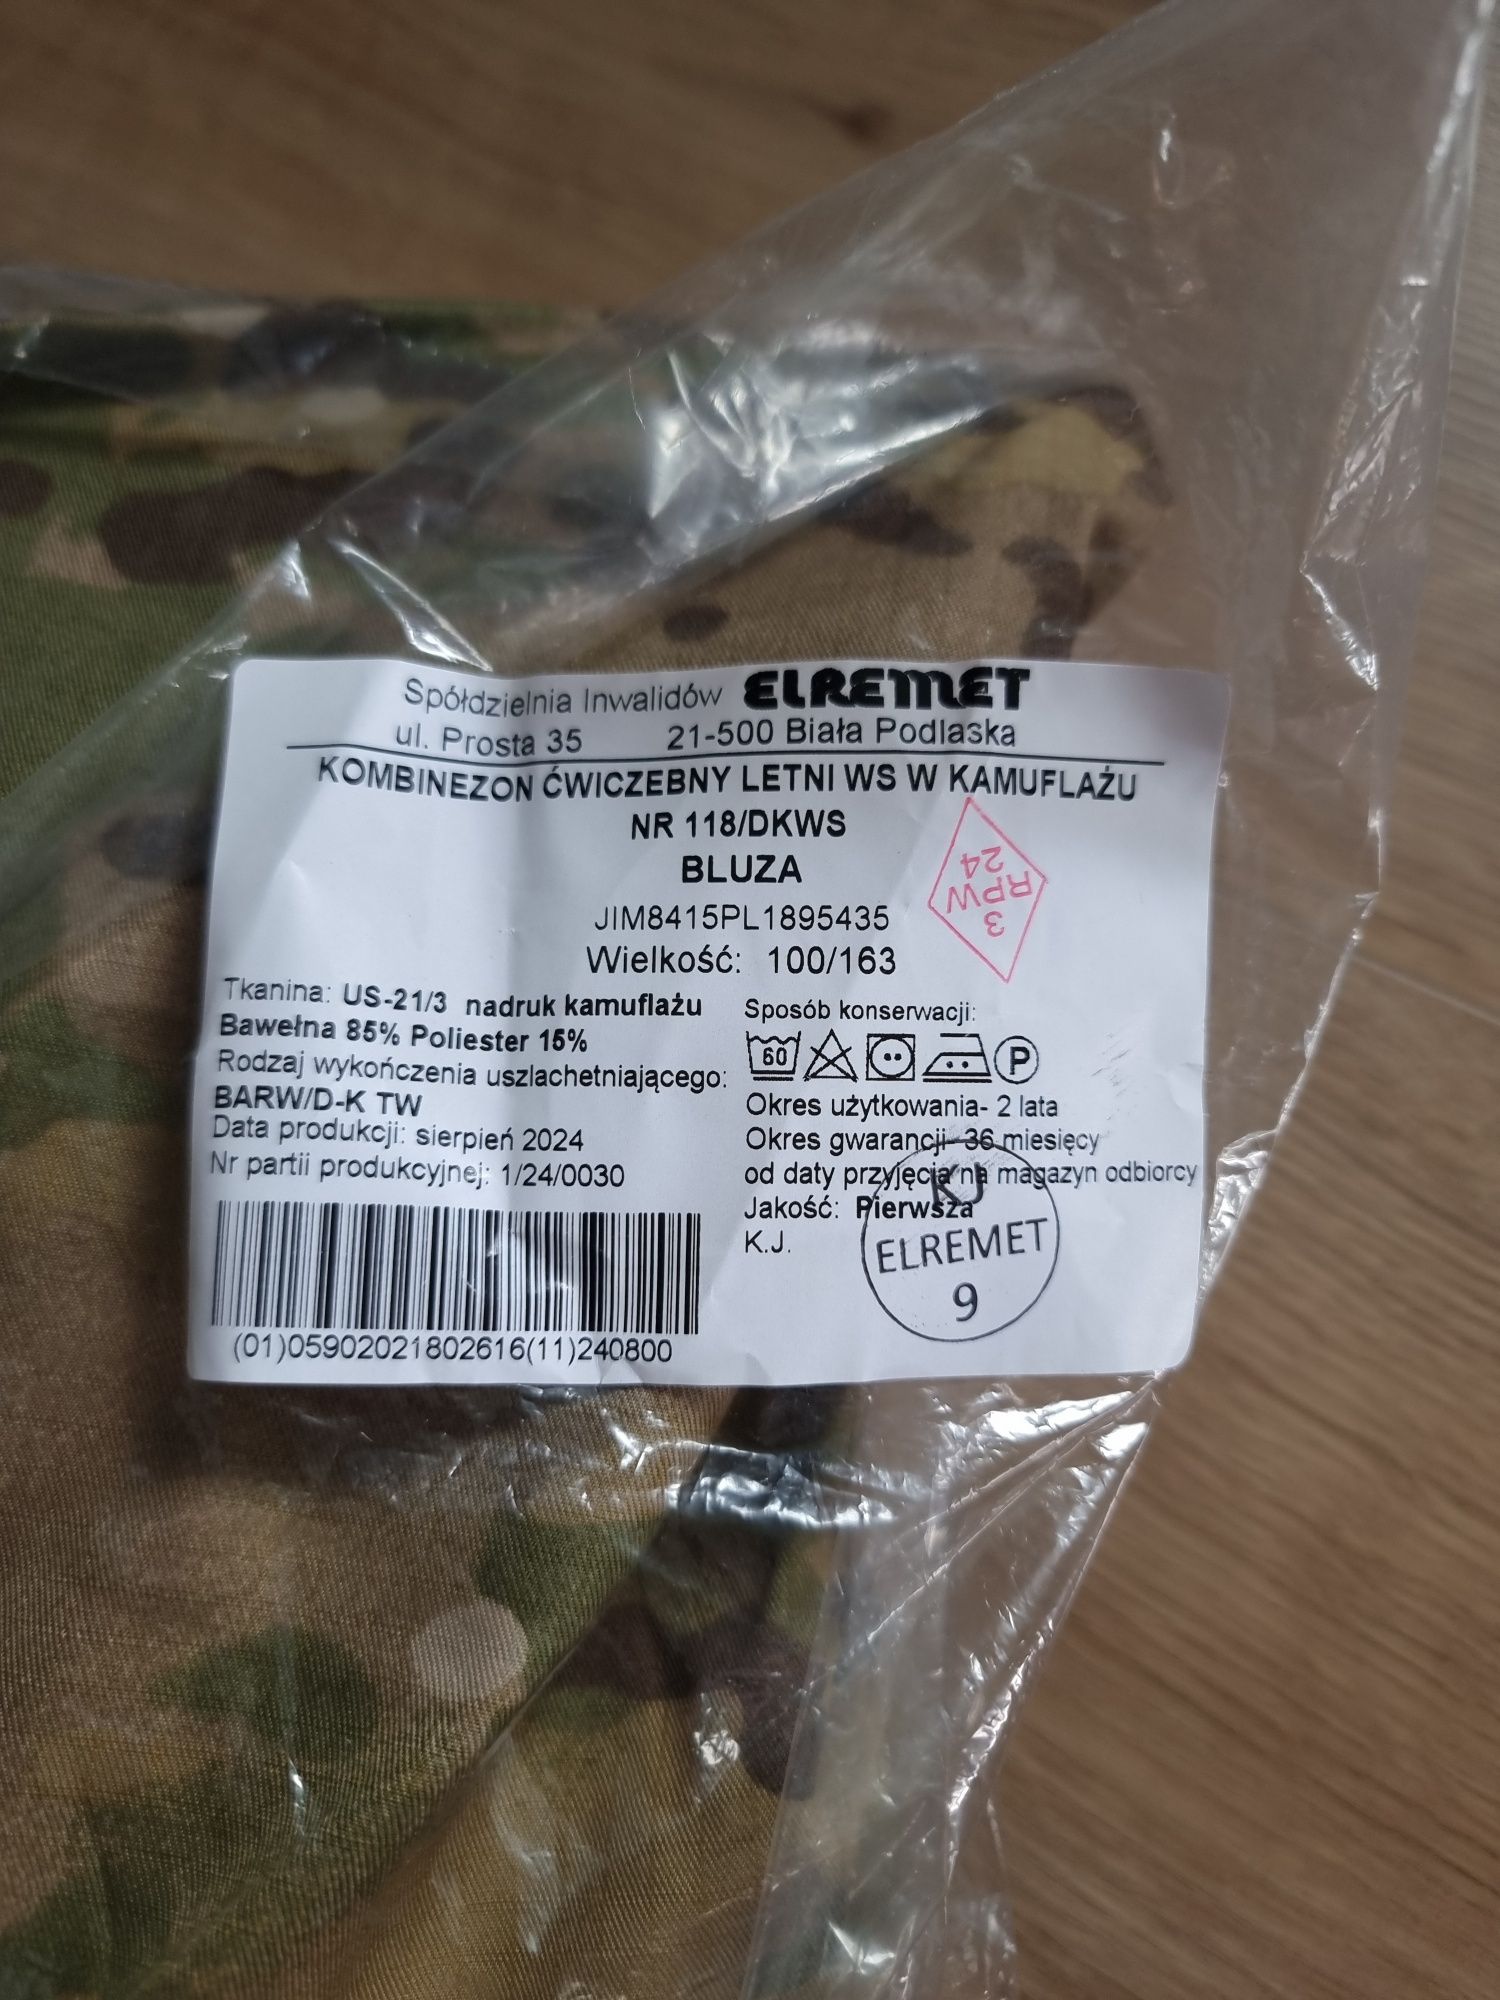 Spółdzielnia Inwalidów ELREMET
ul. Prosta 35 21-500 Biała Podlaska
KOMBINEZON ĆWICZEBNY LETNI WS W KAMUFLAŻU
NR 118/DKWS
BLUZA
JIM8415PL1895435
Wielkość: 100/163
3
RPW
24
Tkanina: US-21/3 nadruk kamuflażu
Bawełna 85% Poliester 15%
Rodzaj wykończenia uszlachetniającego:
BARW/D-K TW
Data produkcji: sierpień 2024
Nr partii produkcyjnej: 1/24/0030
(01)05902021802616(11)240800
Sposób konserwacji:
60 P
Okres użytkowania- 2 lata
Okres gwarancji- 36 miesięcy
od daty przyjęcia na magazyn odbiorcy
Jakość: Pierwsza
K.J.
KJ
ELREMET
9